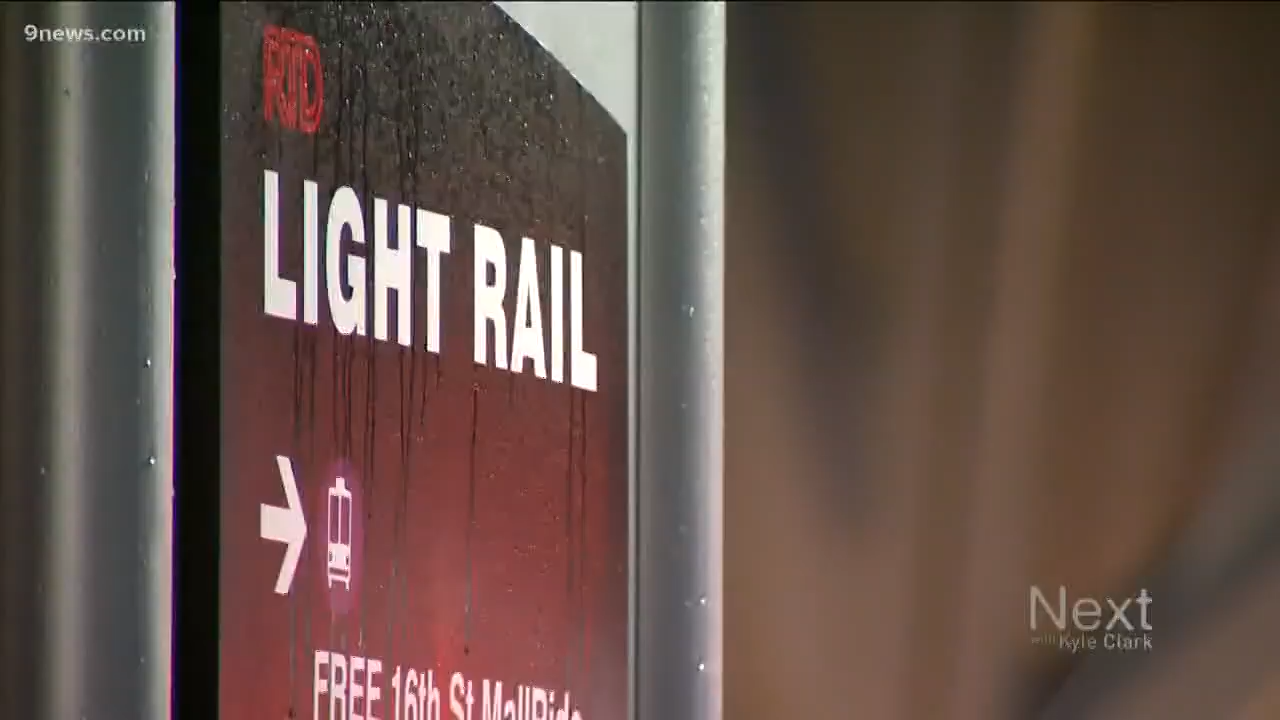 9news.com
RTD
LIGHT RAIL
FREE 16th St MallRide
Next
with Kyle Clark